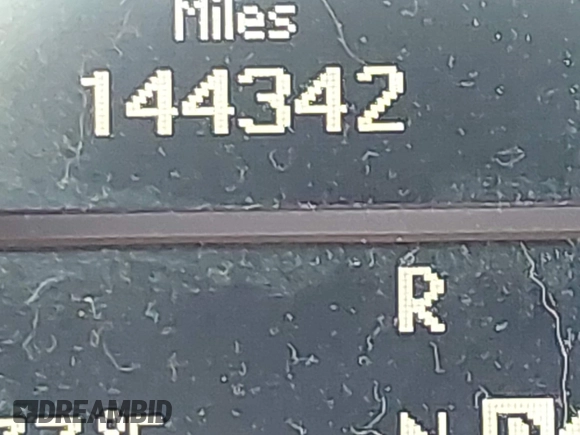 Miles
144342
R
DREAMBID
N D